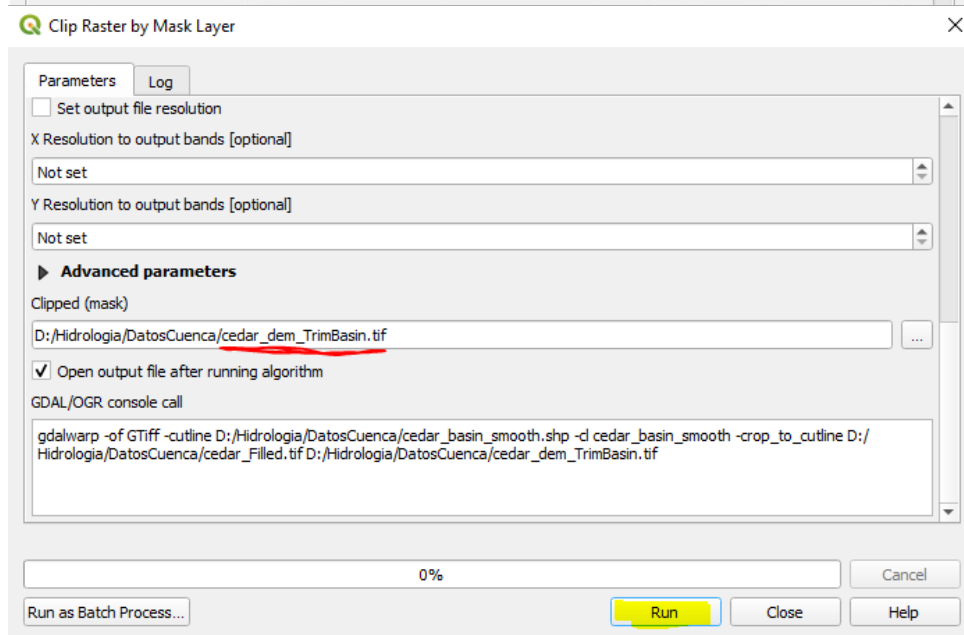 Clip Raster by Mask Layer
Parameters
Log
Set output file resolution
X Resolution to output bands [optional]
Not set
Y Resolution to output bands [optional]
Not set
Advanced parameters
Clipped (mask)
D:/Hidrologia/DatosCuenca/cedar_dem_TrimBasin.tif
...
Open output file after running algorithm
GDAL/OGR console call
gdalwarp -of GTiff -cutline D:/Hidrologia/DatosCuenca/cedar_basin_smooth.shp -cl cedar_basin_smooth -crop_to_cutline D:/
Hidrologia/DatosCuenca/cedar_Filled.tif D:/Hidrologia/DatosCuenca/cedar_dem_TrimBasin.tif
0%
Cancel
Run as Batch Process...
Run
Close
Help